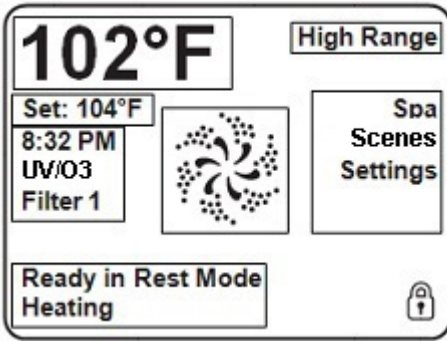 102°F
High Range
Set: 104°F
8:32 PM
UV/O3
Filter 1
Spa
Scenes
Settings
Ready in Rest Mode
Heating